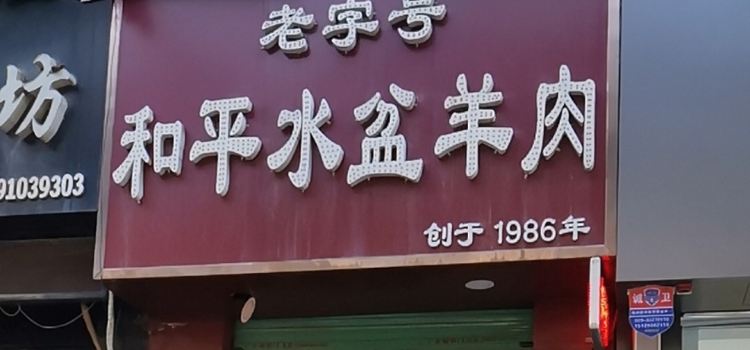 老字号
和平水盆羊肉
创于 1986年
坊
91039303
诚 卫